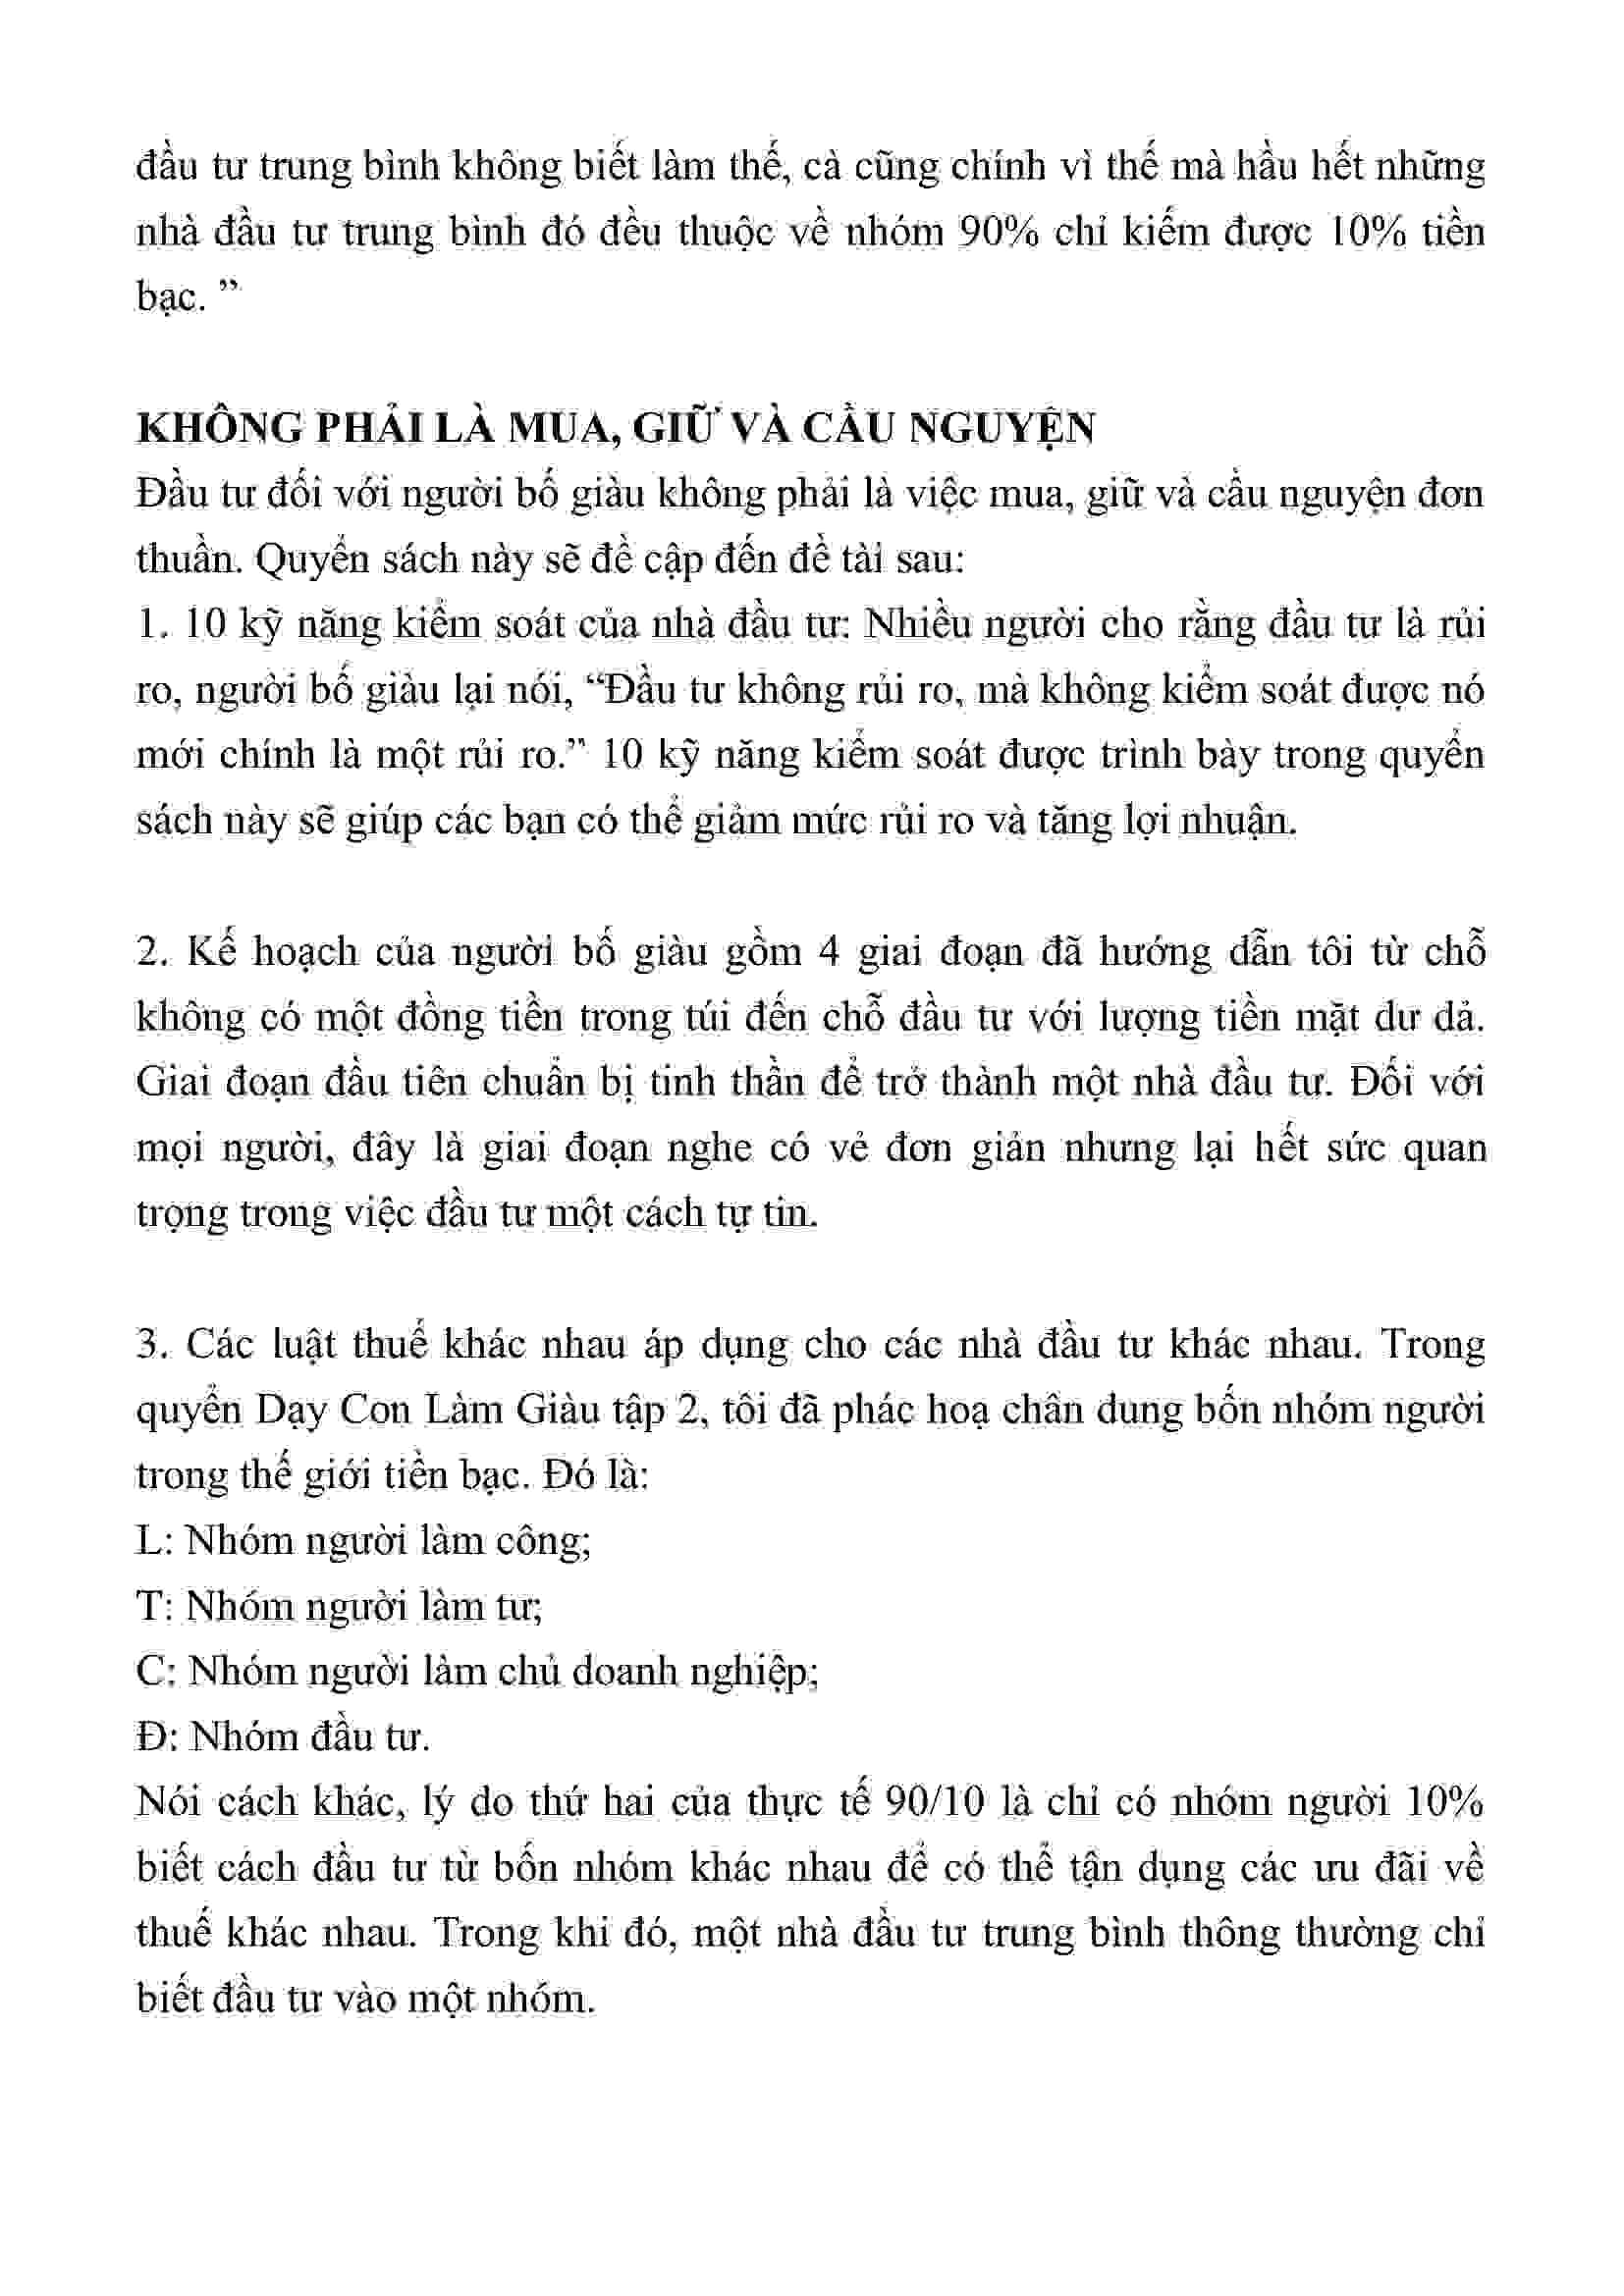 đầu tư trung bình không biết làm thế, cà cũng chính vì thế mà hầu hết những
nhà đầu tư trung bình đó đều thuộc về nhóm 90% chỉ kiếm được 10% tiền
bạc. ”
KHÔNG PHẢI LÀ MUA, GIỮ VÀ CẦU NGUYỆN
Đầu tư đối với người bố giàu không phải là việc mua, giữ và cầu nguyện đơn
thuần. Quyển sách này sẽ đề cập đến đề tài sau:
1. 10 kỹ năng kiểm soát của nhà đầu tư: Nhiều người cho rằng đầu tư là rủi
ro, người bố giàu lại nói, “Đầu tư không rủi ro, mà không kiểm soát được nó
mới chính là một rủi ro.” 10 kỹ năng kiểm soát được trình bày trong quyển
sách này sẽ giúp các bạn có thể giảm mức rủi ro và tăng lợi nhuận.
2. Kế hoạch của người bố giàu gồm 4 giai đoạn đã hướng dẫn tôi từ chỗ
không có một đồng tiền trong túi đến chỗ đầu tư với lượng tiền mặt dư dả.
Giai đoạn đầu tiên chuẩn bị tinh thần để trở thành một nhà đầu tư. Đối với
mọi người, đây là giai đoạn nghe có vẻ đơn giản nhưng lại hết sức quan
trọng trong việc đầu tư một cách tự tin.
3. Các luật thuế khác nhau áp dụng cho các nhà đầu tư khác nhau. Trong
quyển Dạy Con Làm Giàu tập 2, tôi đã phác hoạ chân dung bốn nhóm người
trong thế giới tiền bạc. Đó là:
L: Nhóm người làm công;
T: Nhóm người làm tư;
C: Nhóm người làm chủ doanh nghiệp;
Đ: Nhóm đầu tư.
Nói cách khác, lý do thứ hai của thực tế 90/10 là chỉ có nhóm người 10%
biết cách đầu tư từ bốn nhóm khác nhau để có thể tận dụng các ưu đãi về
thuế khác nhau. Trong khi đó, một nhà đầu tư trung bình thông thường chỉ
biết đầu tư vào một nhóm.